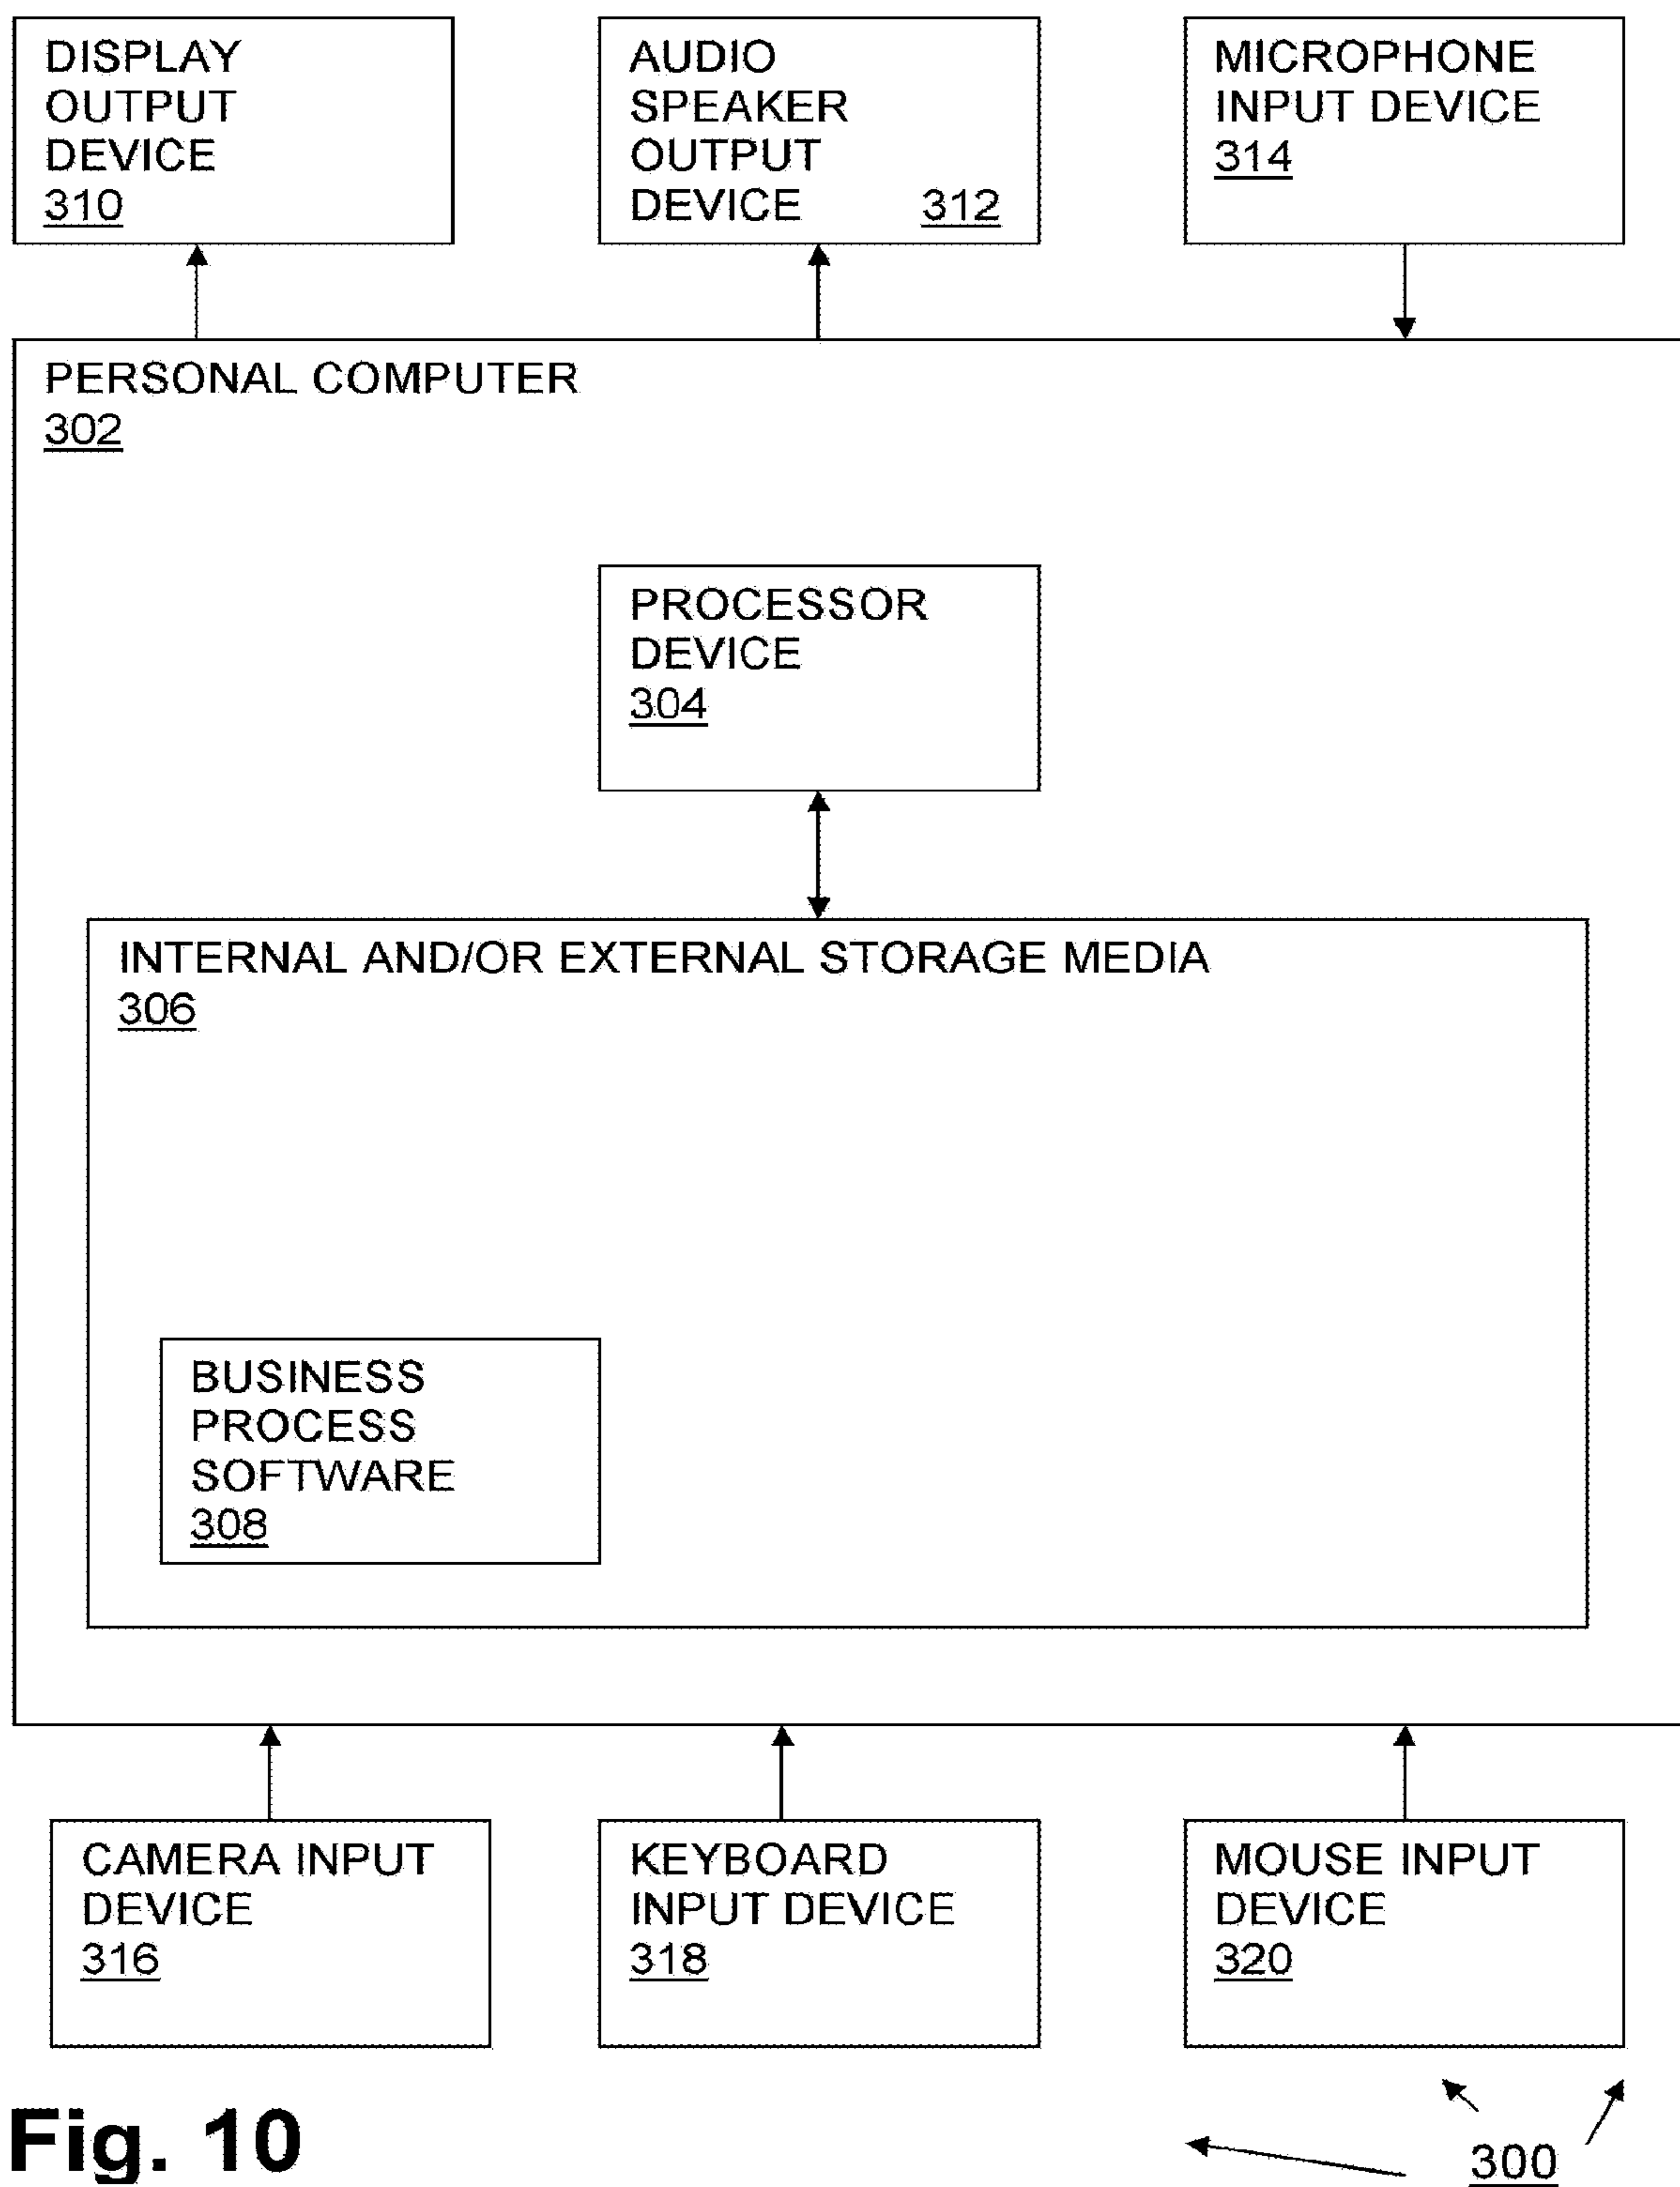 DISPLAY
OUTPUT
DEVICE
310
AUDIO
SPEAKER
OUTPUT
DEVICE 312
MICROPHONE
INPUT DEVICE
314
PERSONAL COMPUTER
302
PROCESSOR
DEVICE
304
INTERNAL AND/OR EXTERNAL STORAGE MEDIA
306
BUSINESS
PROCESS
SOFTWARE
308
CAMERA INPUT
DEVICE
316
KEYBOARD
INPUT DEVICE
318
MOUSE INPUT
DEVICE
320
Fig. 10
300